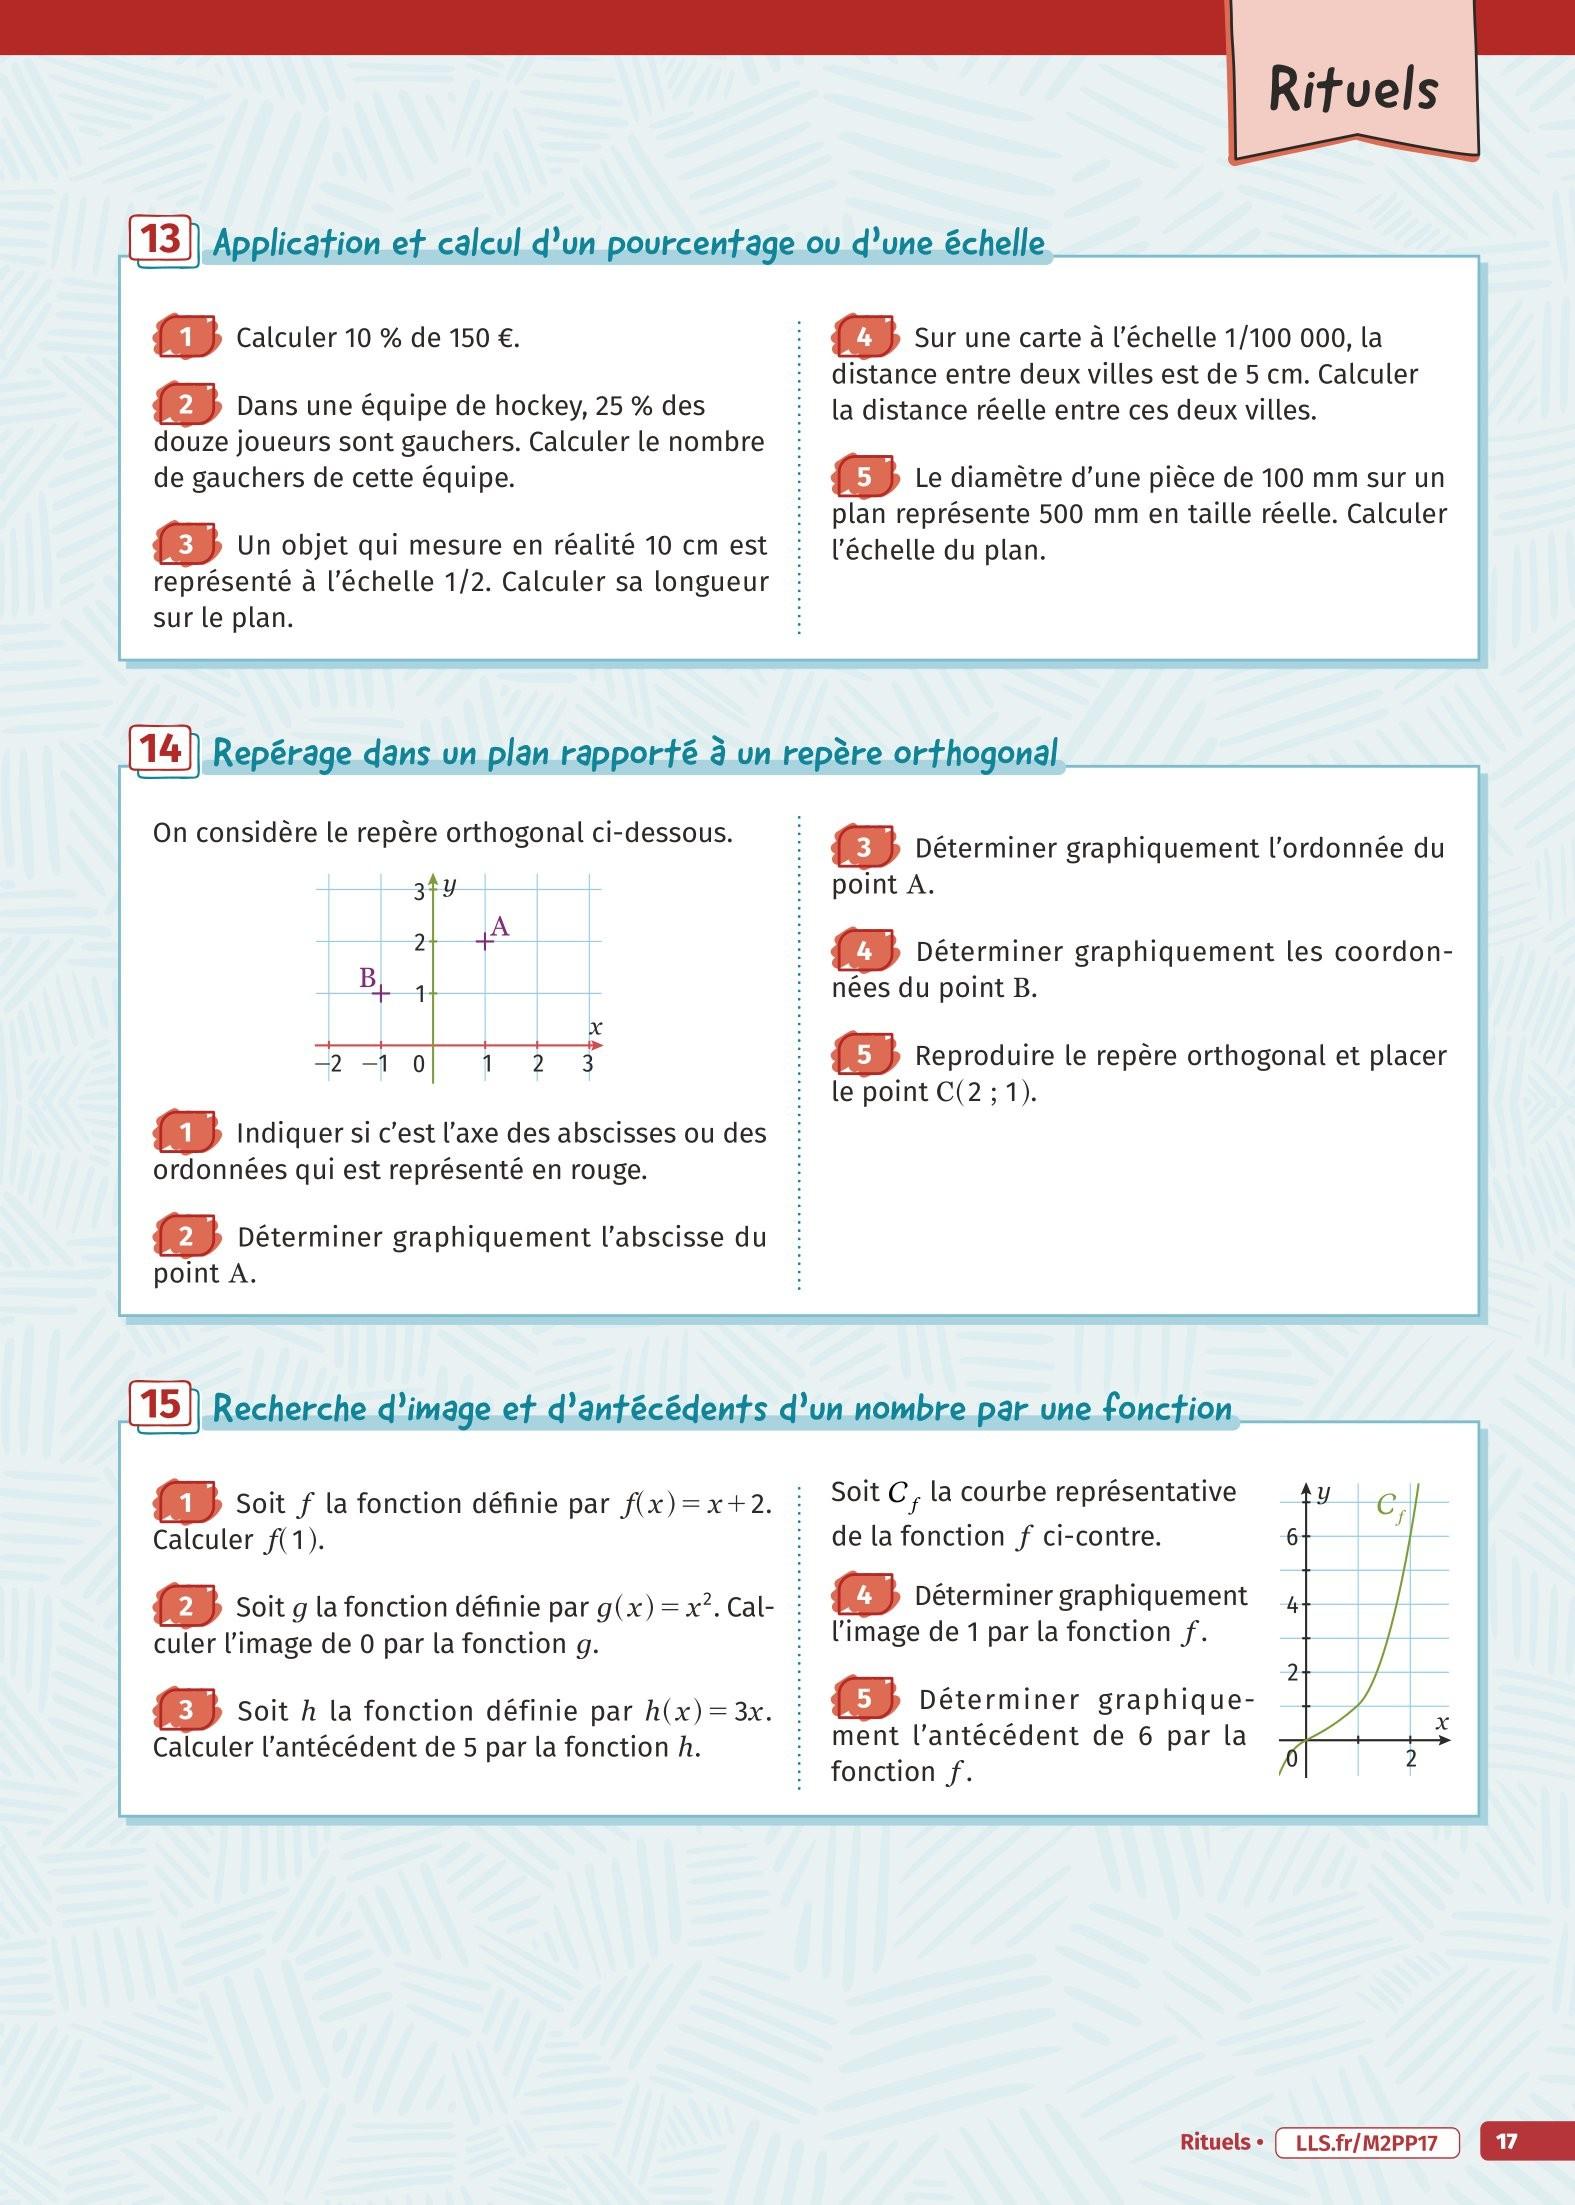 Rituels
13 Application et calcul d'un pourcentage ou d'une échelle
1 Calculer 10 % de 150 €.
2 Dans une équipe de hockey, 25 % des
douze joueurs sont gauchers. Calculer le nombre
de gauchers de cette équipe.
3 Un objet qui mesure en réalité 10 cm est
représenté à l'échelle 1/2. Calculer sa longueur
sur le plan.
4 Sur une carte à l'échelle 1/100 000, la
distance entre deux villes est de 5 cm. Calculer
la distance réelle entre ces deux villes.
5 Le diamètre d'une pièce de 100 mm sur un
plan représente 500 mm en taille réelle. Calculer
l'échelle du plan.
14 Repérage dans un plan rapporté à un repère orthogonal
On considère le repère orthogonal ci-dessous.
3 y
A
2
B
1
x
−2 −1 0 1 2 3
1 Indiquer si c'est l'axe des abscisses ou des
ordonnées qui est représenté en rouge.
2 Déterminer graphiquement l'abscisse du
point A.
3 Déterminer graphiquement l'ordonnée du
point A.
4 Déterminer graphiquement les coordon-
nées du point B.
5 Reproduire le repère orthogonal et placer
le point C(2 ; 1).
15 Recherche d'image et d'antécédents d'un nombre par une fonction
1 Soit f la fonction définie par f(x) = x + 2.
Calculer f(1).
2 Soit g la fonction définie par g(x) = x². Cal-
culer l'image de 0 par la fonction g.
3 Soit h la fonction définie par h(x) = 3x.
Calculer l'antécédent de 5 par la fonction h.
Soit 𝒞f la courbe représentative
de la fonction f ci-contre.
4 Déterminer graphiquement
l'image de 1 par la fonction f.
5 Déterminer graphique-
ment l'antécédent de 6 par la
fonction f.
y
𝒞f
6
4
2
x
0 2
Rituels • LLS.fr/M2PP17 17